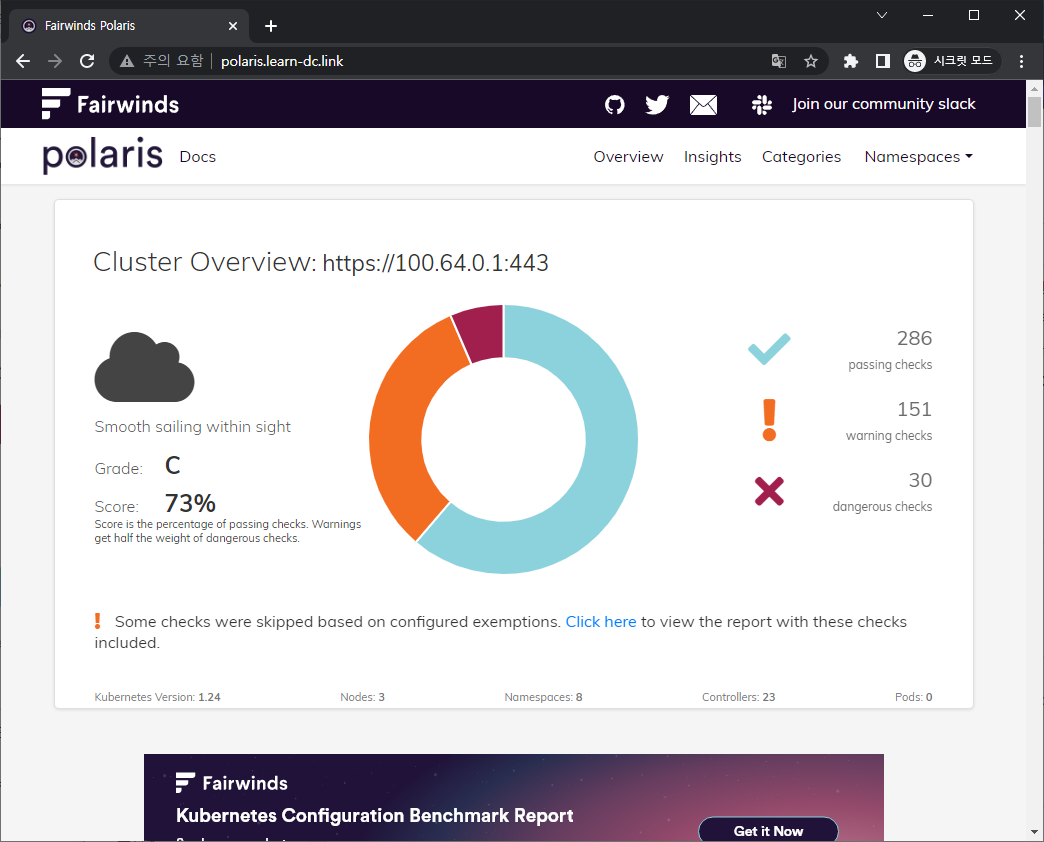 Fairwinds Polaris
주의 요함 polaris.learn-dc.link 시크릿 모드
Fairwinds Join our community slack
polaris Docs Overview Insights Categories Namespaces
Cluster Overview: https://100.64.0.1:443
286
passing checks
Smooth sailing within sight
151
warning checks
Grade: C
30
dangerous checks
Score: 73%
Score is the percentage of passing checks. Warnings
get half the weight of dangerous checks.
Some checks were skipped based on configured exemptions. Click here to view the report with these checks
included.
Kubernetes Version: 1.24 Nodes: 3 Namespaces: 8 Controllers: 23 Pods: 0
Fairwinds
Kubernetes Configuration Benchmark Report
Get it Now